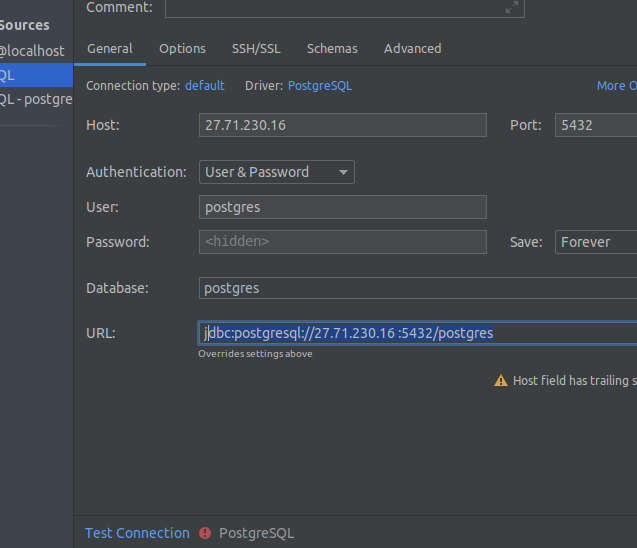 Comment:
Sources
@localhost
QL
QL - postgre
General Options SSH/SSL Schemas Advanced
Connection type: default Driver: PostgreSQL More O
Host: 27.71.230.16 Port: 5432
Authentication: User & Password
User: postgres
Password: <hidden> Save: Forever
Database: postgres
URL: jdbc:postgresql://27.71.230.16 :5432/postgres
Overrides settings above
Host field has trailing s
Test Connection PostgreSQL